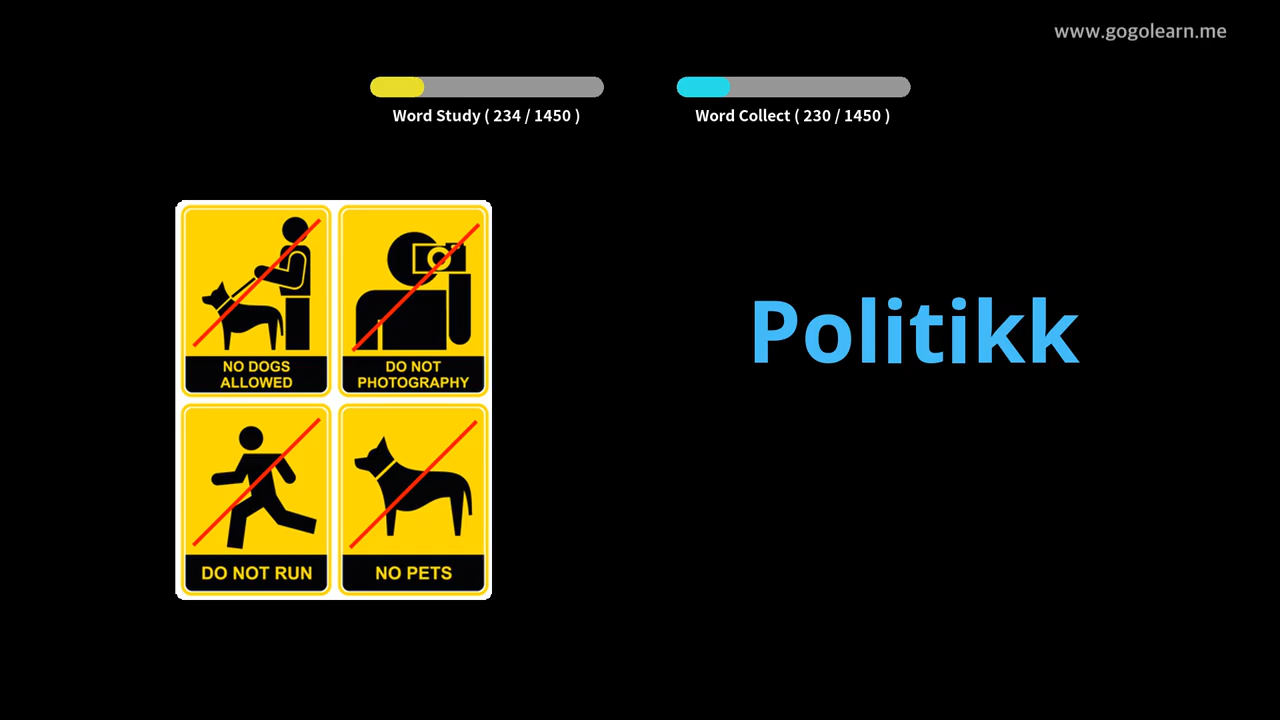 www.gogolearn.me
Word Study ( 234 / 1450 )
Word Collect ( 230 / 1450 )
NO DOGS
ALLOWED
DO NOT
PHOTOGRAPHY
Politikk
DO NOT RUN
NO PETS